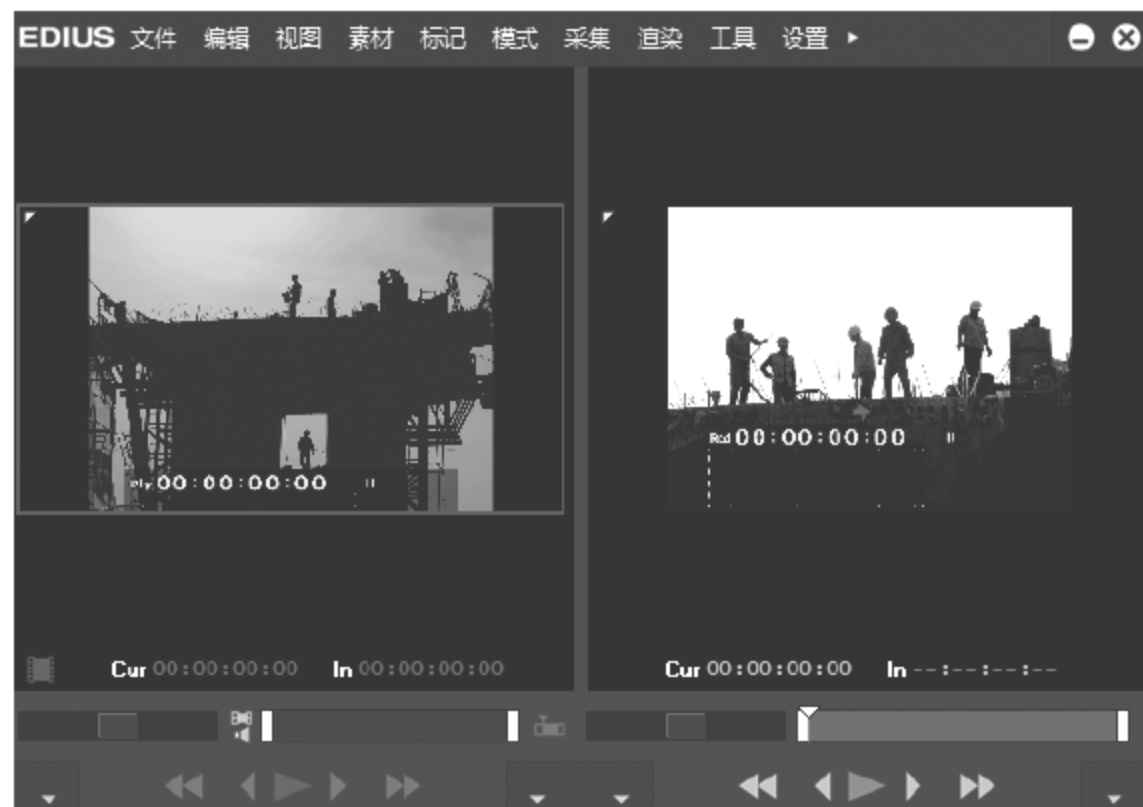 EDIUS 文件 编辑 视图 素材 标记 模式 采集 渲染 工具 设置
Ply 00:00:00:00
Rcd 00:00:00:00
Cur 00:00:00:00 In 00:00:00:00
Cur 00:00:00:00 In --:--:--:--